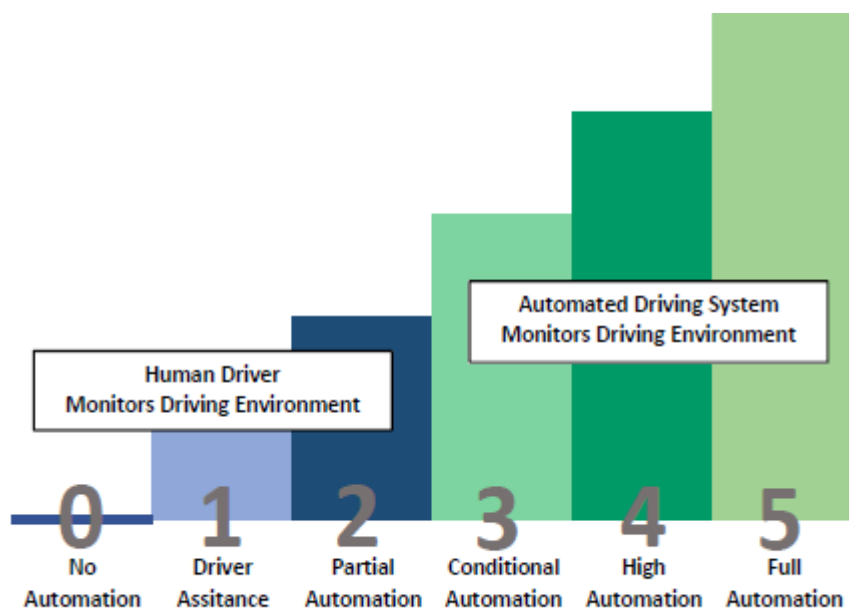 Automated Driving System
Monitors Driving Environment
Human Driver
Monitors Driving Environment
0
1
2
3
4
5
No
Automation
Driver
Assitance
Partial
Automation
Conditional
Automation
High
Automation
Full
Automation